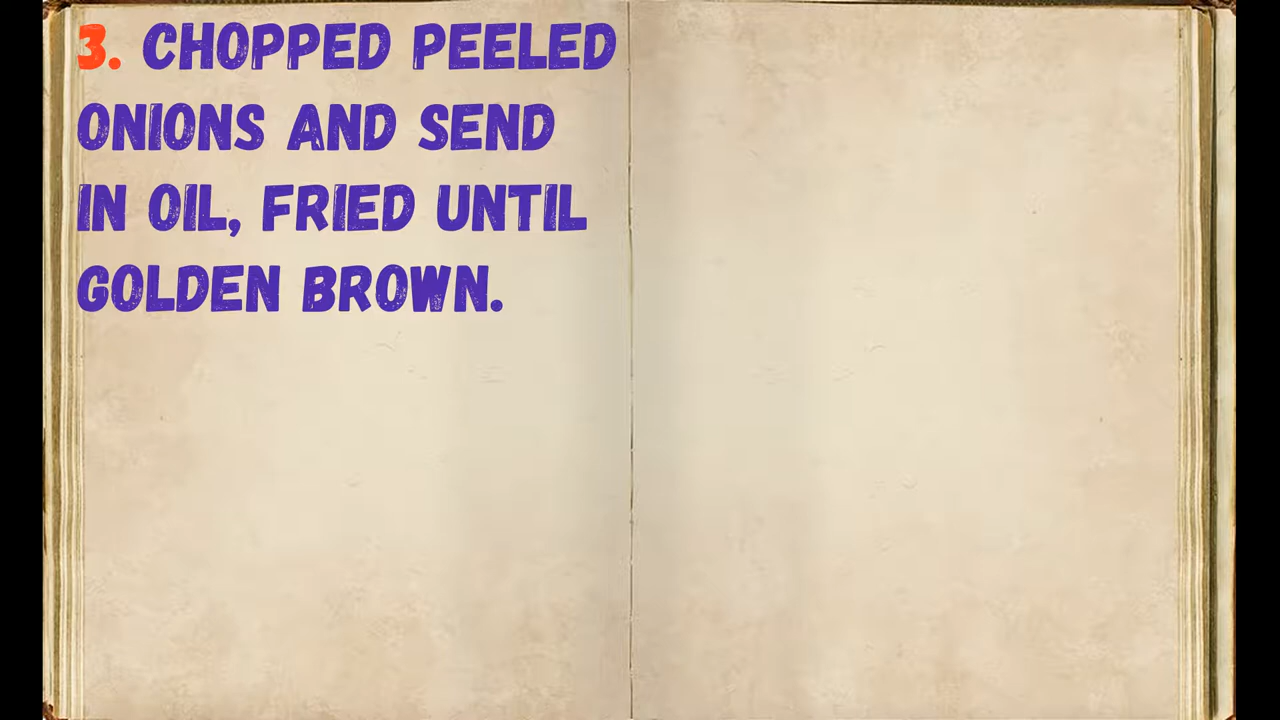 3. CHOPPED PEELED
ONIONS AND SEND
IN OIL, FRIED UNTIL
GOLDEN BROWN.